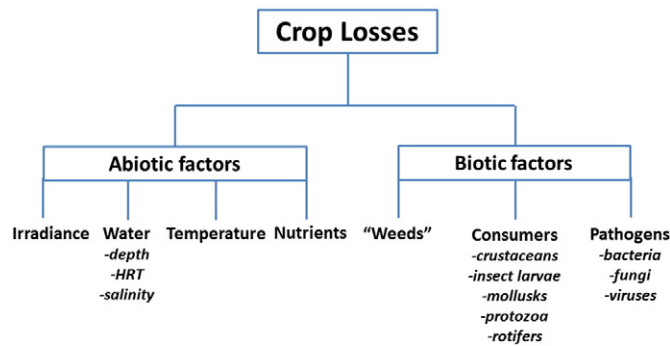 Crop Losses
Abiotic factors
Biotic factors
Irradiance
Water
-depth
-HRT
-salinity
Temperature
Nutrients
“Weeds”
Consumers
-crustaceans
-insect larvae
-mollusks
-protozoa
-rotifers
Pathogens
-bacteria
-fungi
-viruses